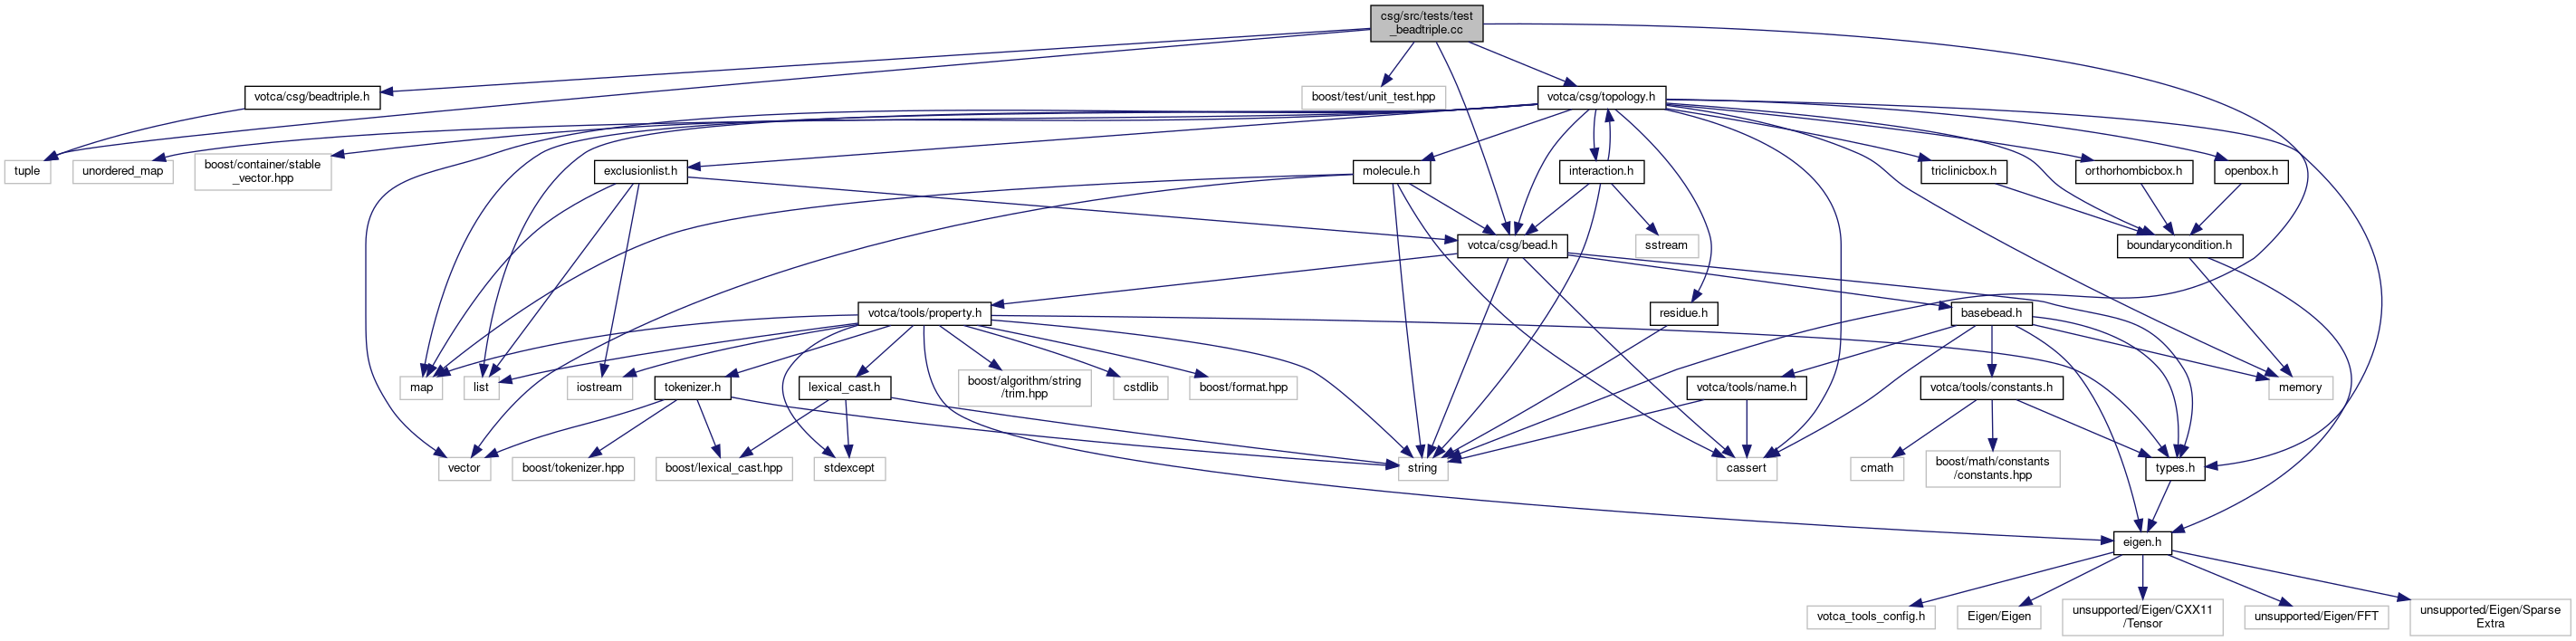 csg/src/tests/test
_beadtriple.cc
votca/csg/beadtriple.h
boost/test/unit_test.hpp
votca/csg/topology.h
tuple
unordered_map
boost/container/stable
_vector.hpp
exclusionlist.h
molecule.h
interaction.h
triclinicbox.h
orthorhombicbox.h
openbox.h
votca/csg/bead.h
sstream
boundarycondition.h
votca/tools/property.h
residue.h
basebead.h
map
list
iostream
tokenizer.h
lexical_cast.h
boost/algorithm/string
/trim.hpp
cstdlib
boost/format.hpp
votca/tools/name.h
votca/tools/constants.h
memory
vector
boost/tokenizer.hpp
boost/lexical_cast.hpp
stdexcept
string
cassert
cmath
boost/math/constants
/constants.hpp
types.h
eigen.h
votca_tools_config.h
Eigen/Eigen
unsupported/Eigen/CXX11
/Tensor
unsupported/Eigen/FFT
unsupported/Eigen/Sparse
Extra